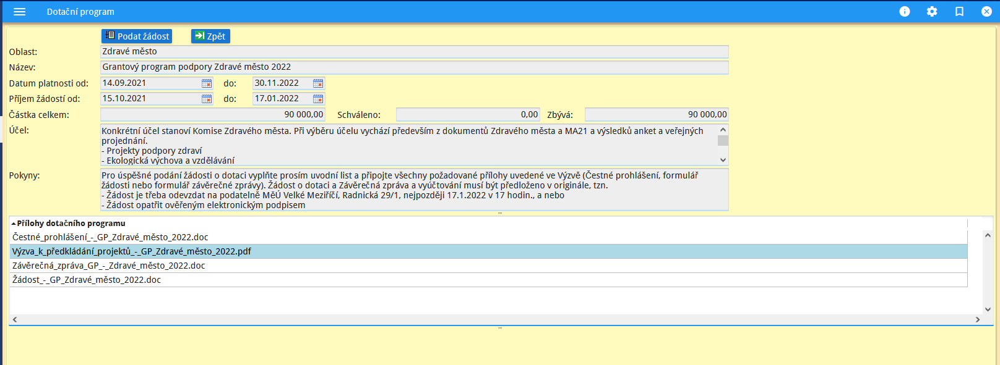 Dotační program
Podat žádost
Zpět
Oblast: Zdravé město
Název: Grantový program podpory Zdravé město 2022
Datum platnosti od: 14.09.2021 do: 30.11.2022
Příjem žádostí od: 15.10.2021 do: 17.01.2022
Částka celkem: 90 000,00 Schváleno: 0,00 Zbývá: 90 000,00
Účel:
Konkrétní účel stanoví Komise Zdravého města. Při výběru účelu vychází především z dokumentů Zdravého města a MA21 a výsledků anket a veřejných
projednání.
- Projekty podpory zdraví
- Ekologická výchova a vzdělávání
Pokyny:
Pro úspěšné podání žádosti o dotaci vyplňte prosím uvodní list a připojte všechny požadované přílohy uvedené ve Výzvě (Čestné prohlášení, formulář
žádosti nebo formulář závěrečné zprávy). Žádost o dotaci a Závěrečná zpráva a vyúčtování musí být předloženo v originále, tzn.
- Žádost je třeba odevzdat na podatelně MěÚ Velké Meziříčí, Radnická 29/1, nejpozději 17.1.2022 v 17 hodin., a nebo
- Žádost opatřit ověřeným elektronickým podpisem
Přílohy dotačního programu
Čestné_prohlášení_-_GP_Zdravé_město_2022.doc
Výzva_k_předkládání_projektů_-_GP_Zdravé_město_2022.pdf
Závěrečná_zpráva_GP_-_Zdravé_město_2022.doc
Žádost_-_GP_Zdravé_město_2022.doc